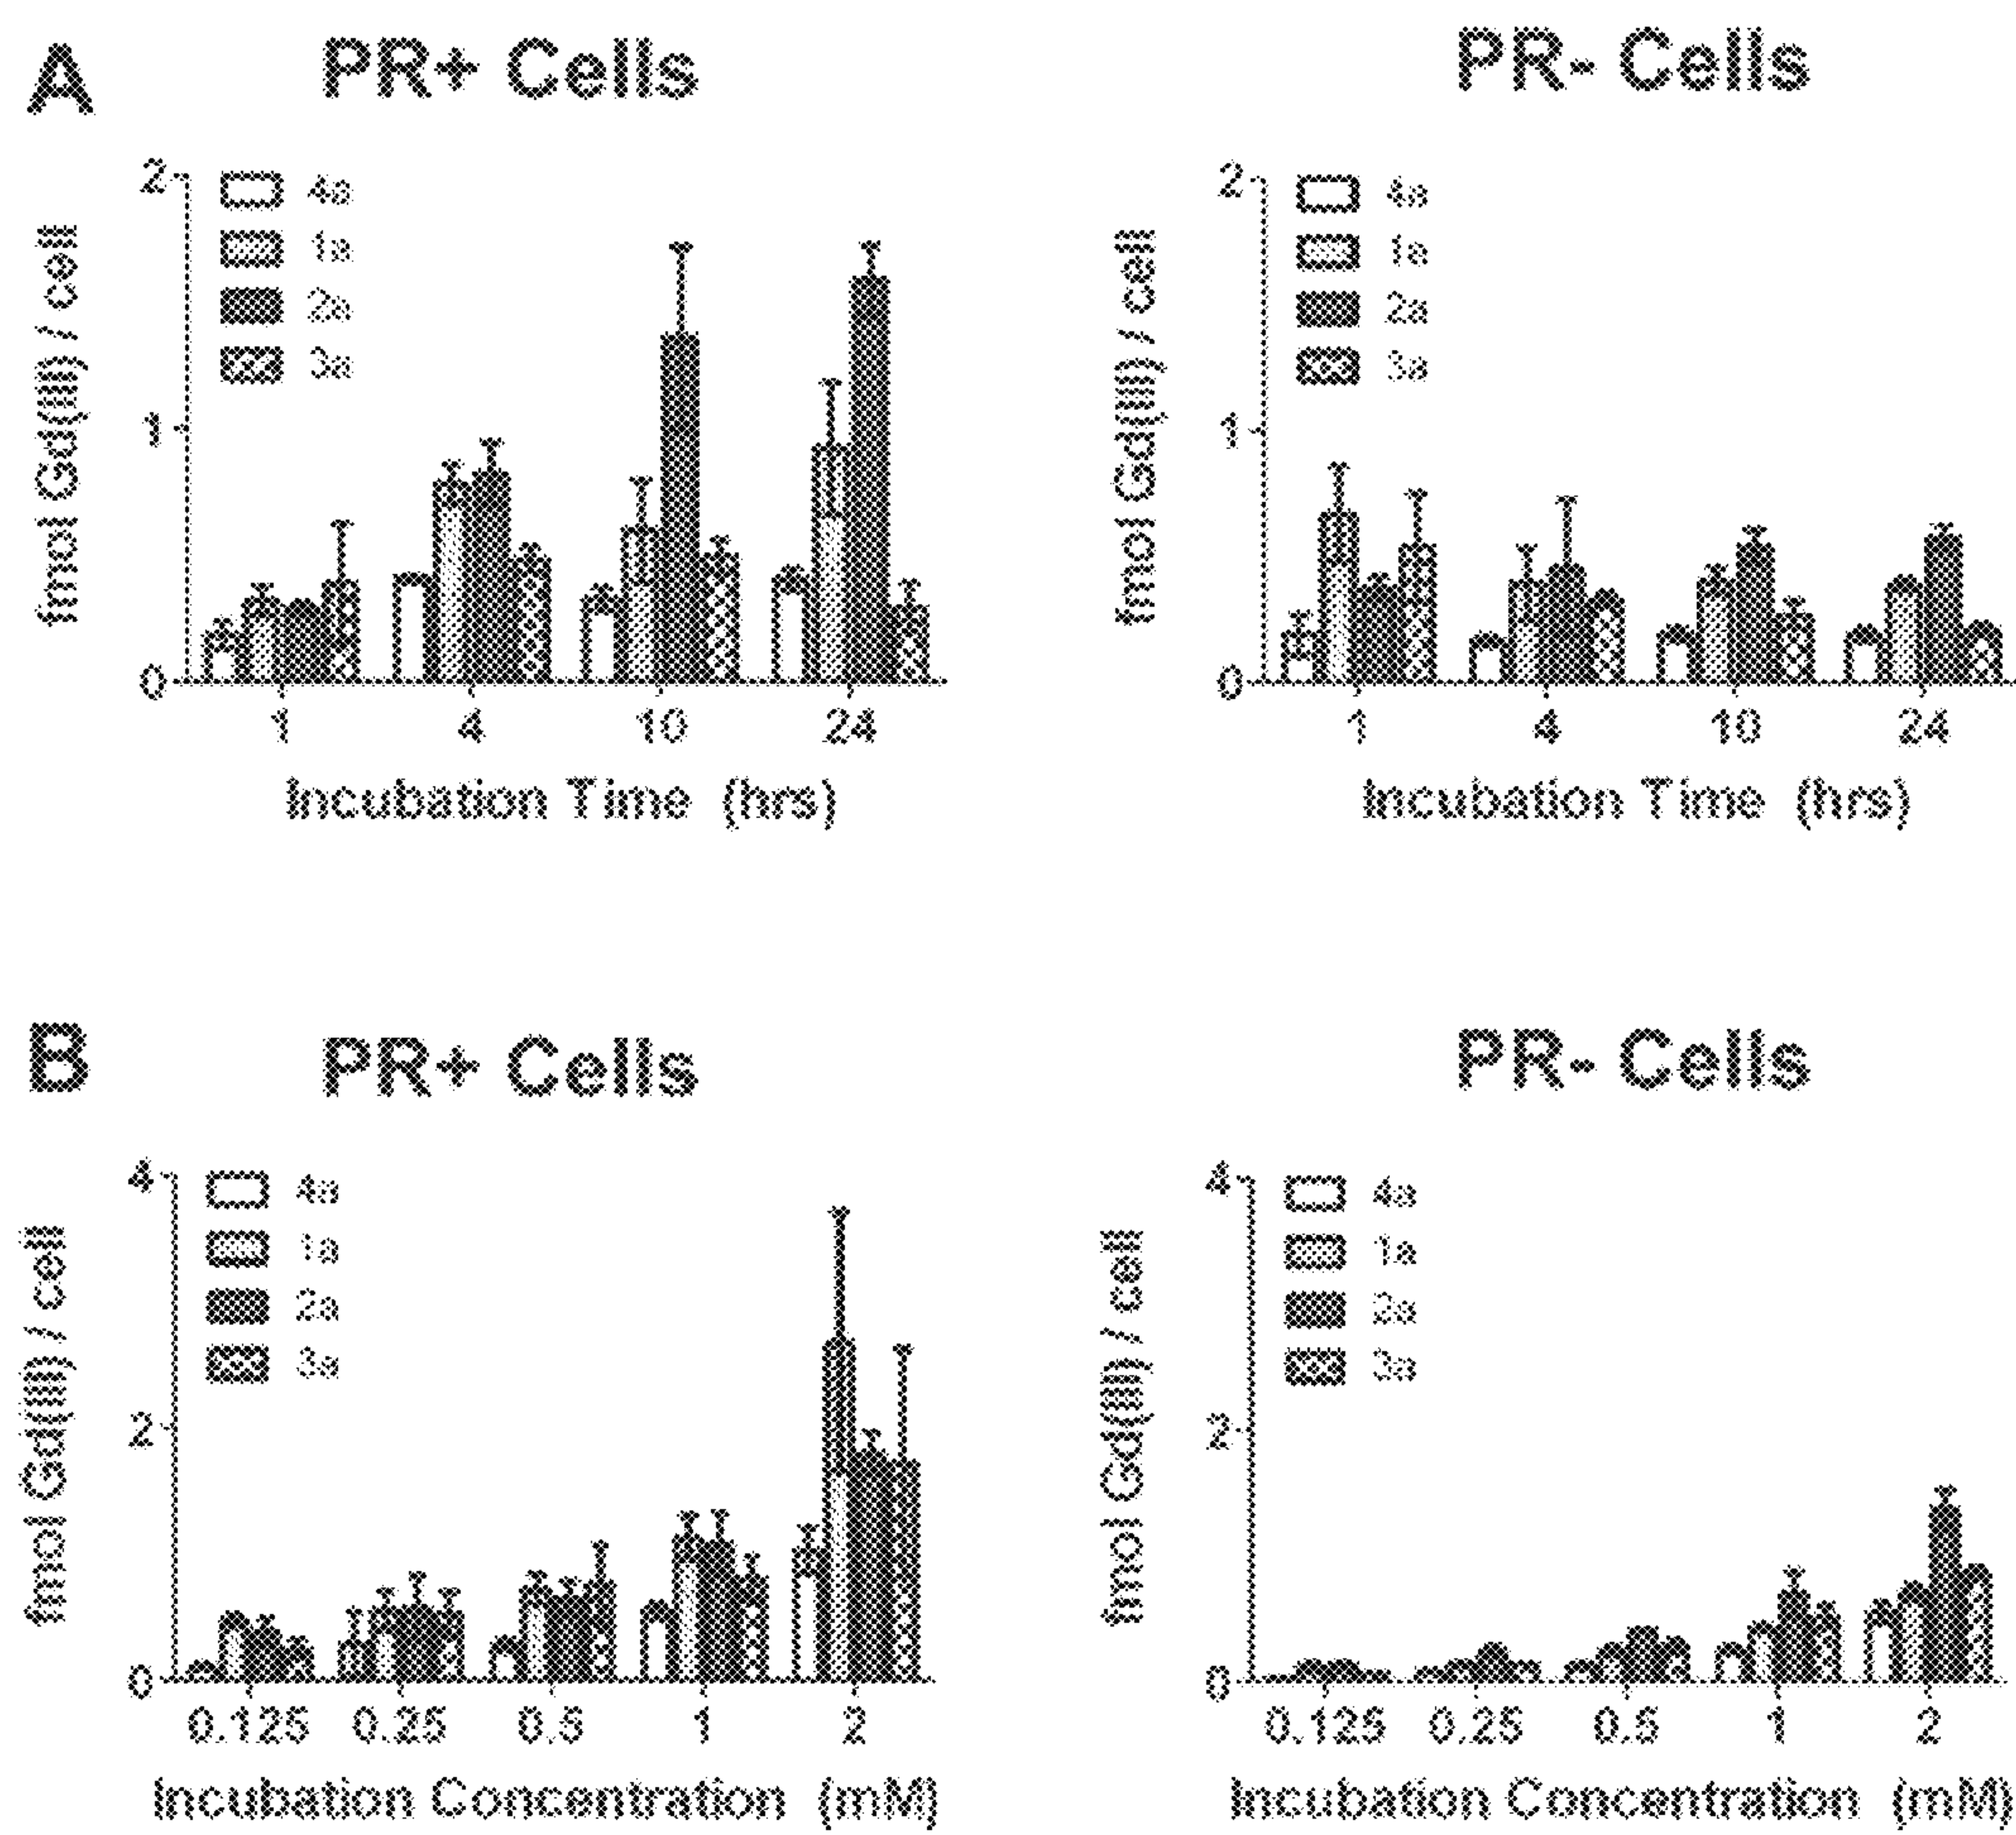 A
PR+ Cells
PR- Cells
fmol Gd(III) / cell
2
1
0
4a
1a
2a
3a
1 4 10 24
Incubation Time (hrs)
fmol Gd(III) / cell
2
1
0
4a
1a
2a
3a
1 4 10 24
Incubation Time (hrs)
B
PR+ Cells
PR- Cells
fmol Gd(III) / cell
4
2
0
4a
1a
2a
3a
0.125 0.25 0.5 1 2
Incubation Concentration (mM)
fmol Gd(III) / cell
4
2
0
4a
1a
2a
3a
0.125 0.25 0.5 1 2
Incubation Concentration (mM)